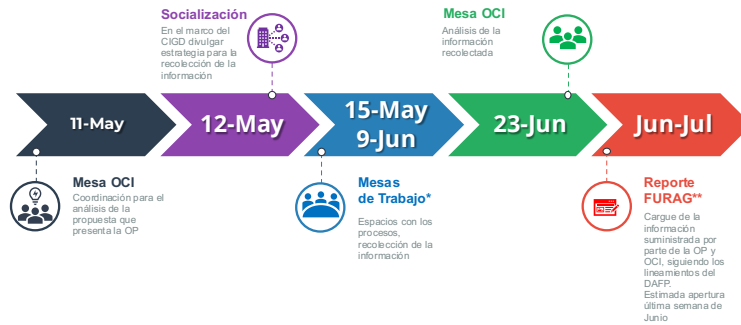 Socialización
En el marco del
CIGD divulgar
estrategia para la
recolección de la
información
Mesa OCI
Análisis de la
información
recolectada
11-May
12-May
15-May
9-Jun
23-Jun
Jun-Jul
Mesa OCI
Coordinación para el
análisis de la
propuesta que
presenta la OP
Mesas
de Trabajo*
Espacios con los
procesos,
recolección de la
información
Reporte
FURAG**
Cargue de la
información
suministrada por
parte de la OP y
OCI, siguiendo los
lineamientos del
DAFP.
Estimada apertura
última semana de
Junio